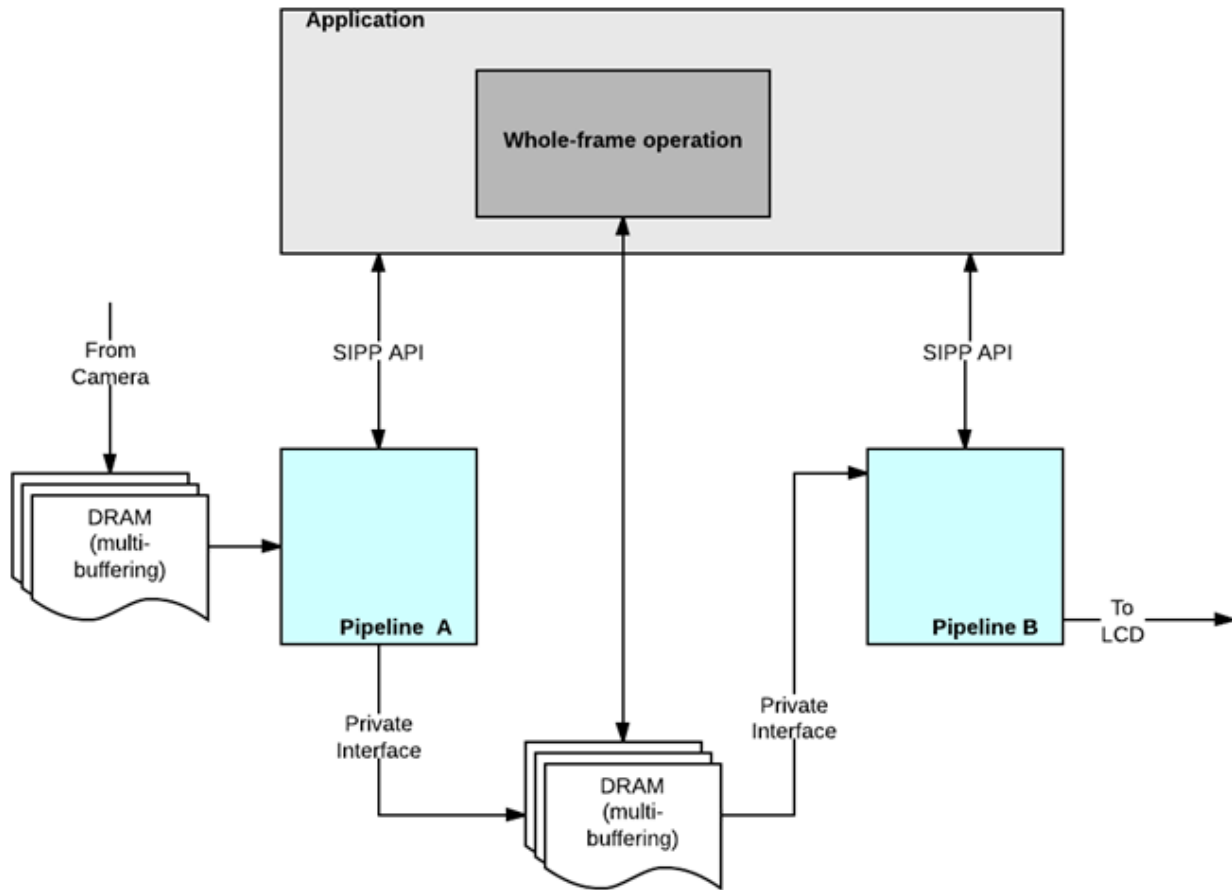 Application
Whole-frame operation
From
Camera
SIPP API
SIPP API
DRAM
(multi-
buffering)
Pipeline A
Pipeline B
To
LCD
Private
Interface
Private
Interface
DRAM
(multi-
buffering)